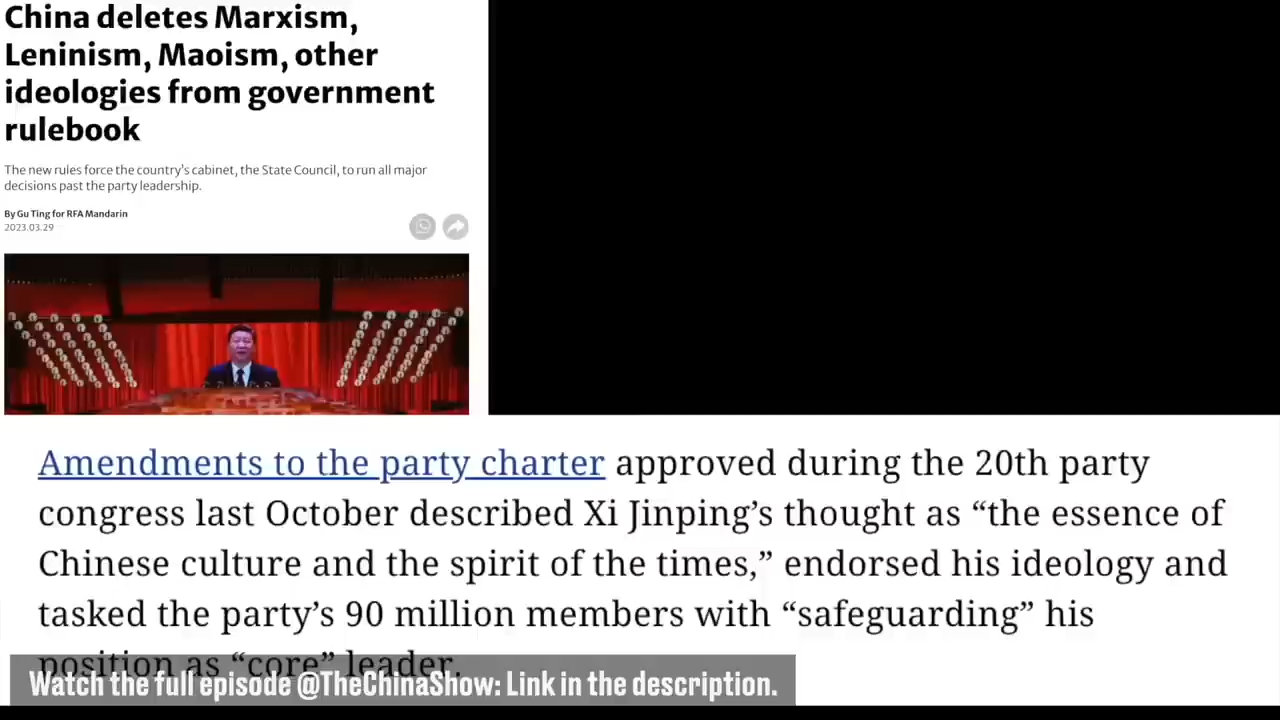 China deletes Marxism,
Leninism, Maoism, other
ideologies from government
rulebook
The new rules force the country's cabinet, the State Council, to run all major
decisions past the party leadership.
By Gu Ting for RFA Mandarin
2023.03.29
Amendments to the party charter approved during the 20th party
congress last October described Xi Jinping’s thought as “the essence of
Chinese culture and the spirit of the times,” endorsed his ideology and
tasked the party’s 90 million members with “safeguarding” his
position as “core” leader.
Watch the full episode @TheChinaShow: Link in the description.